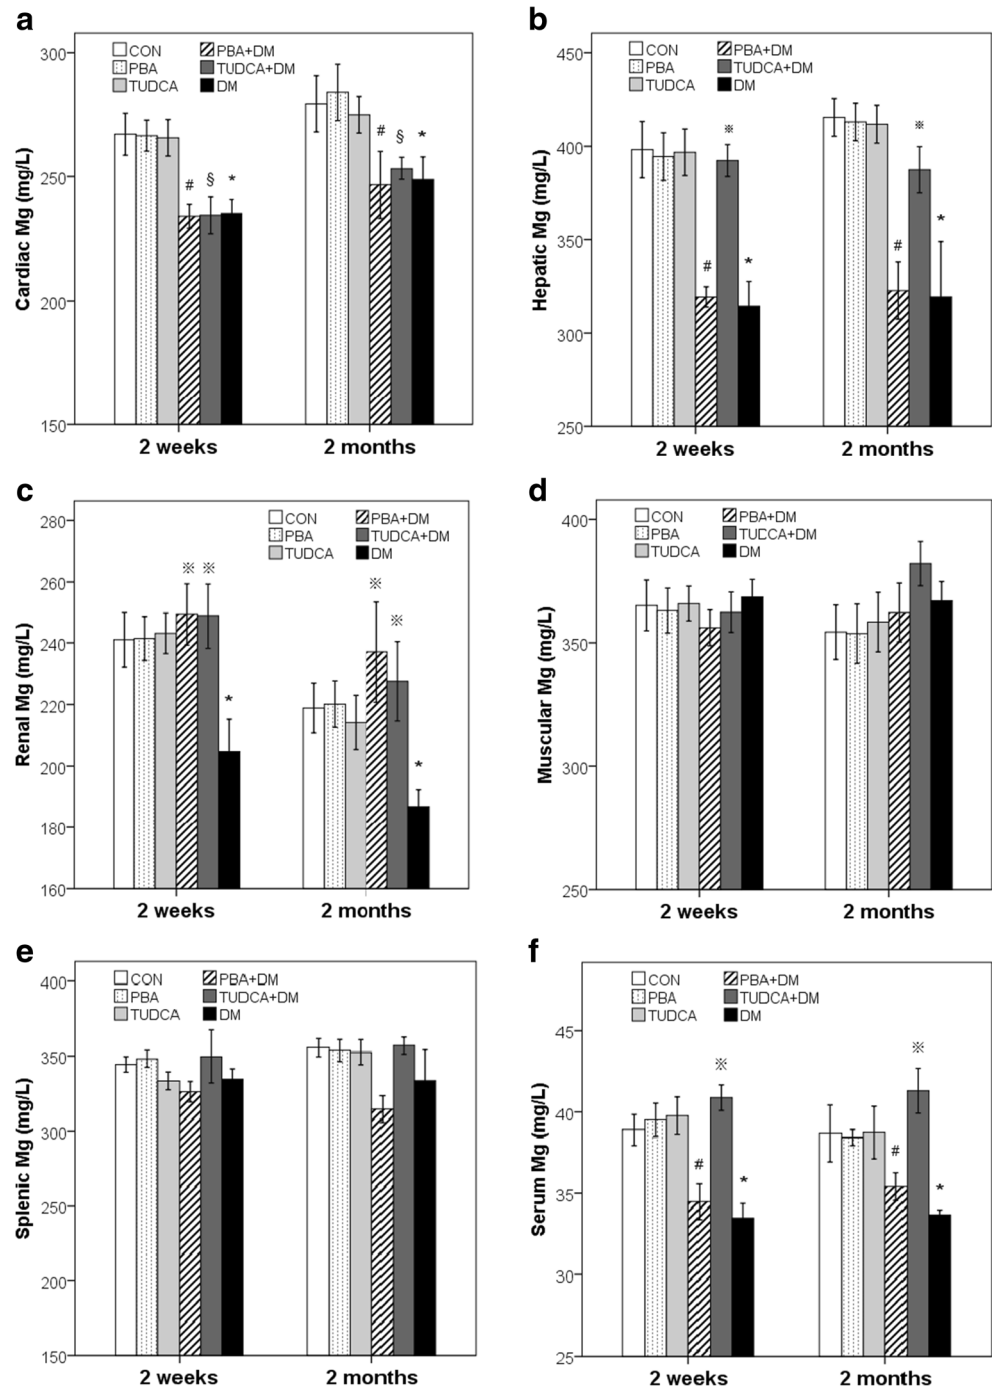 a
Cardiac Mg (mg/L)
300
250
200
150
CON
PBA
TUDCA
PBA+DM
TUDCA+DM
DM
# § *
# § *
2 weeks
2 months
b
Hepatic Mg (mg/L)
450
400
350
300
250
CON
PBA
TUDCA
PBA+DM
TUDCA+DM
DM
# ※ *
# ※ *
2 weeks
2 months
c
Renal Mg (mg/L)
280
260
240
220
200
180
160
CON
PBA
TUDCA
PBA+DM
TUDCA+DM
DM
※ ※ *
※ ※ *
2 weeks
2 months
d
Muscular Mg (mg/L)
400
350
300
250
CON
PBA
TUDCA
PBA+DM
TUDCA+DM
DM
2 weeks
2 months
e
Splenic Mg (mg/L)
400
350
300
250
200
150
CON
PBA
TUDCA
PBA+DM
TUDCA+DM
DM
2 weeks
2 months
f
Serum Mg (mg/L)
45
40
35
30
25
CON
PBA
TUDCA
PBA+DM
TUDCA+DM
DM
# ※ *
# ※ *
2 weeks
2 months